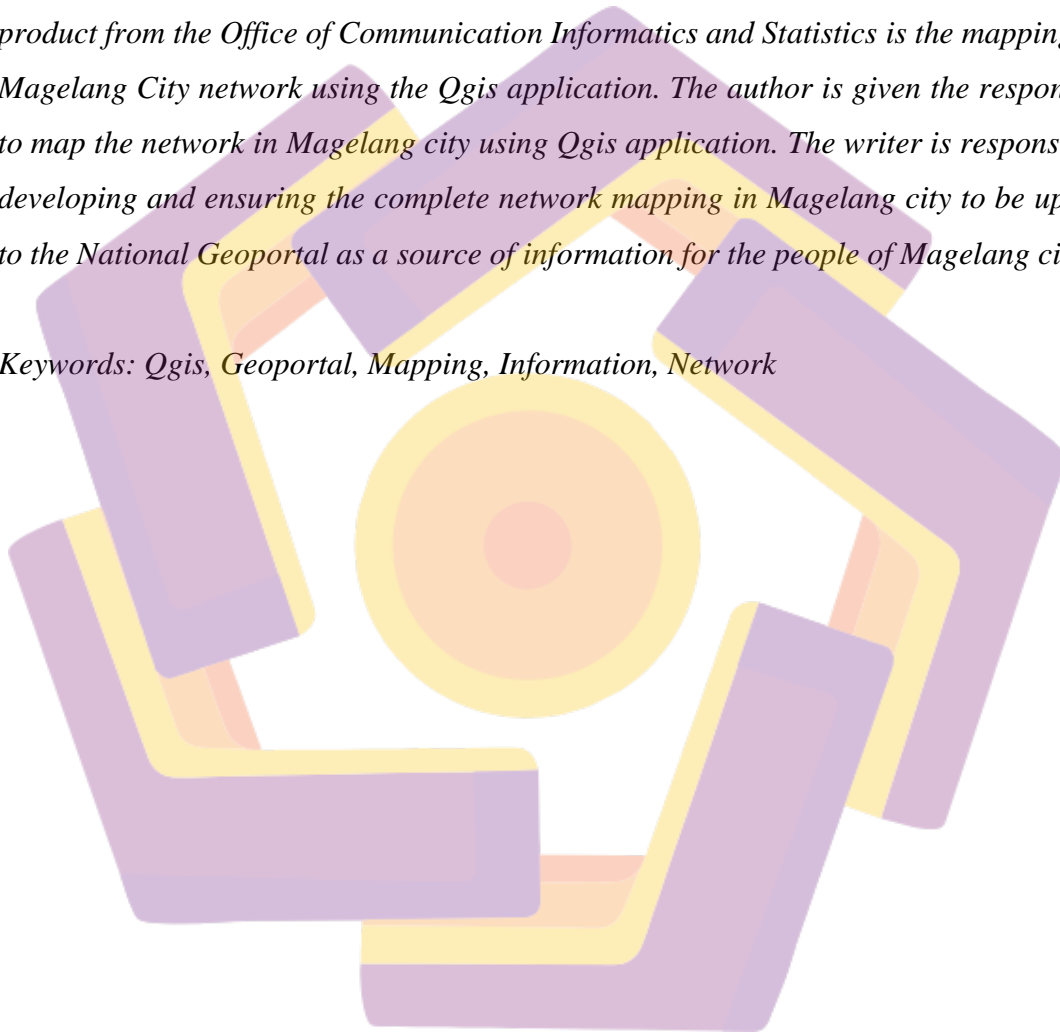 product from the Office of Communication Informatics and Statistics is the mapping
Magelang City network using the Qgis application. The author is given the respon
to map the network in Magelang city using Qgis application. The writer is respons
developing and ensuring the complete network mapping in Magelang city to be up
to the National Geoportal as a source of information for the people of Magelang ci
Keywords: Qgis, Geoportal, Mapping, Information, Network